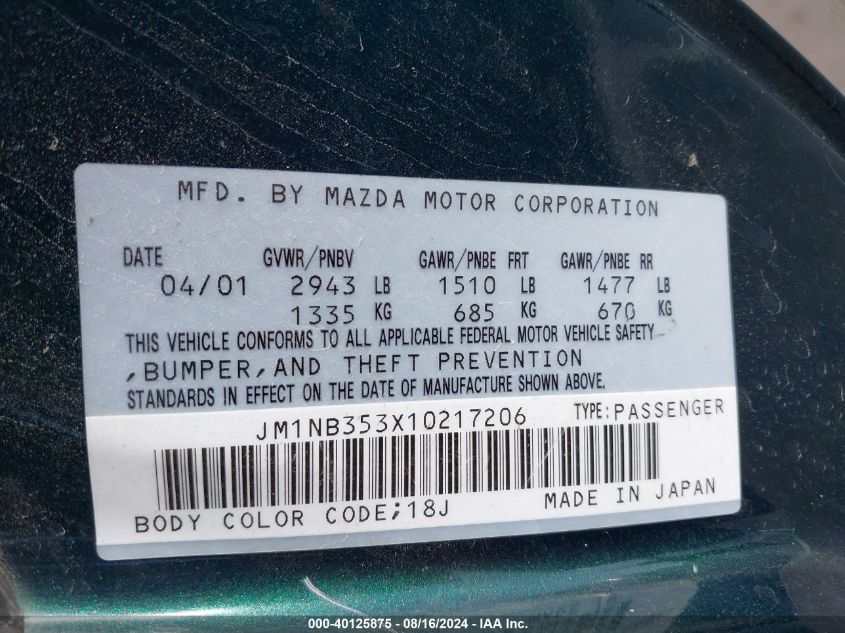 MFD. BY MAZDA MOTOR CORPORATION
DATE GVWR/PNBV GAWR/PNBE FRT GAWR/PNBE RR
04/01 2943 LB 1510 LB 1477 LB
1335 KG 685 KG 670 KG
THIS VEHICLE CONFORMS TO ALL APPLICABLE FEDERAL MOTOR VEHICLE SAFETY
,BUMPER,AND THEFT PREVENTION
STANDARDS IN EFFECT ON THE DATE OF MANUFACTURE SHOWN ABOVE.
JM1NB353X10217206 TYPE:PASSENGER
BODY COLOR CODE;18J MADE IN JAPAN
000-40125875 - 08/16/2024 - IAA Inc.